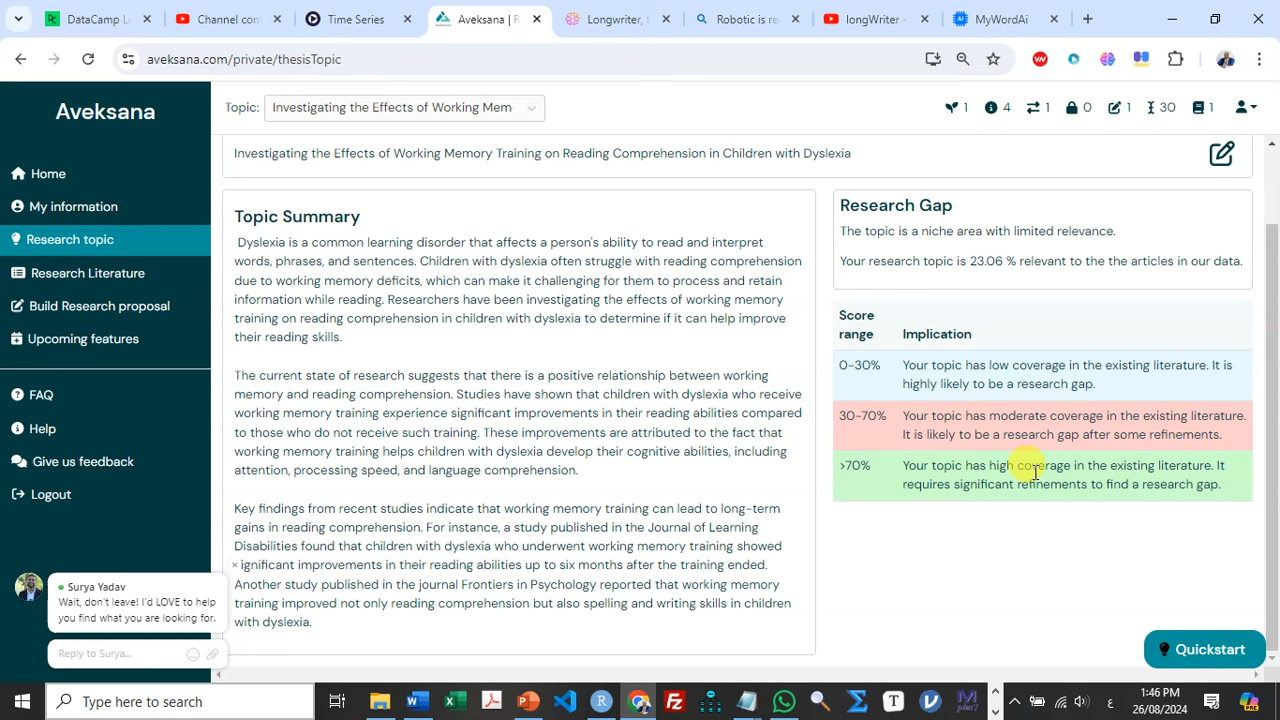 DataCamp L
Channel con
Time Series
Aveksana | R
Longwriter, t
Robotic is re
longWriter -
MyWordAi
aveksana.com/private/thesisTopic
Aveksana
Topic:
Investigating the Effects of Working Mem
1
4
1
0
1
30
1
Home
My information
Research topic
Research Literature
Build Research proposal
Upcoming features
FAQ
Help
Give us feedback
Logout
Investigating the Effects of Working Memory Training on Reading Comprehension in Children with Dyslexia
Topic Summary
Dyslexia is a common learning disorder that affects a person's ability to read and interpret
words, phrases, and sentences. Children with dyslexia often struggle with reading comprehension
due to working memory deficits, which can make it challenging for them to process and retain
information while reading. Researchers have been investigating the effects of working memory
training on reading comprehension in children with dyslexia to determine if it can help improve
their reading skills.
The current state of research suggests that there is a positive relationship between working
memory and reading comprehension. Studies have shown that children with dyslexia who receive
working memory training experience significant improvements in their reading abilities compared
to those who do not receive such training. These improvements are attributed to the fact that
working memory training helps children with dyslexia develop their cognitive abilities, including
attention, processing speed, and language comprehension.
Key findings from recent studies indicate that working memory training can lead to long-term
gains in reading comprehension. For instance, a study published in the Journal of Learning
Disabilities found that children with dyslexia who underwent working memory training showed
ignificant improvements in their reading abilities up to six months after the training ended.
Another study published in the journal Frontiers in Psychology reported that working memory
training improved not only reading comprehension but also spelling and writing skills in children
with dyslexia.
Research Gap
The topic is a niche area with limited relevance.
Your research topic is 23.06 % relevant to the the articles in our data.
Score
range
Implication
0-30%
Your topic has low coverage in the existing literature. It is
highly likely to be a research gap.
30-70%
Your topic has moderate coverage in the existing literature.
It is likely to be a research gap after some refinements.
>70%
Your topic has high coverage in the existing literature. It
requires significant refinements to find a research gap.
Surya Yadav
Wait, don't leave! I'd LOVE to help
you find what you are looking for.
Reply to Surya...
Quickstart
Type here to search
1:46 PM
26/08/2024